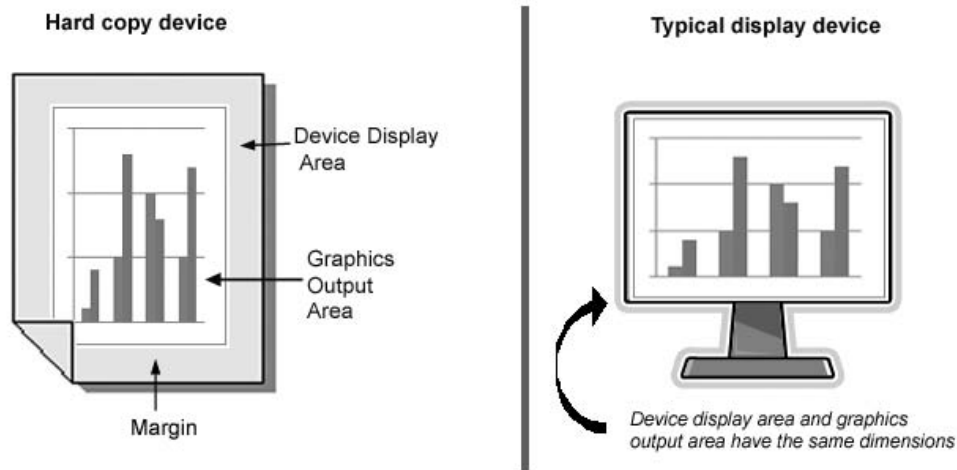 Hard copy device
Device Display
Area
Graphics
Output
Area
Margin
Typical display device
Device display area and graphics
output area have the same dimensions